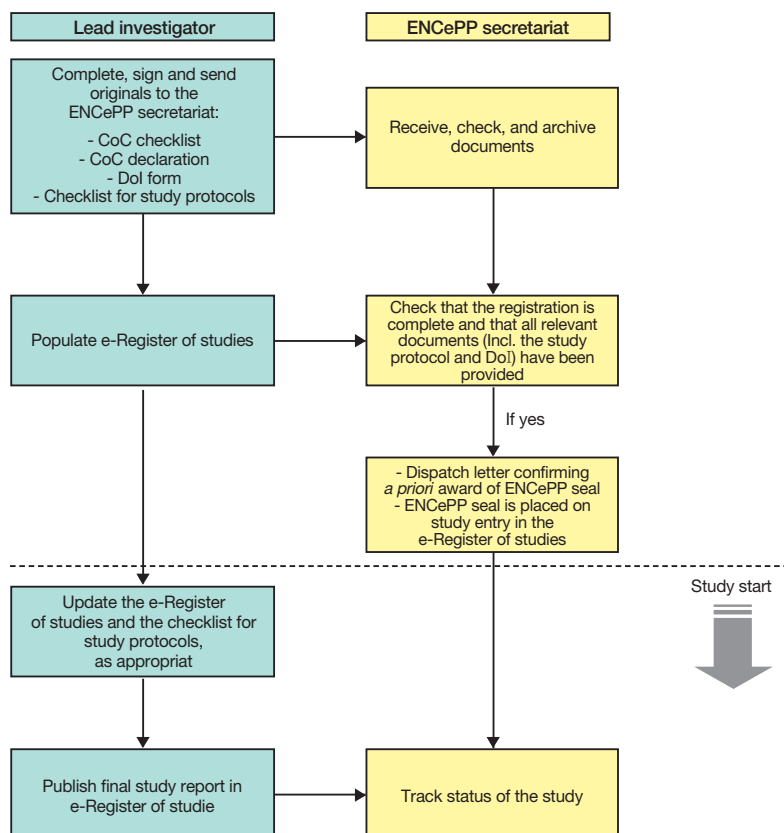 Lead investigator
ENCePP secretariat
Complete, sign and send
originals to the
ENCePP secretariat:
- CoC checklist
- CoC declaration
- DoI form
- Checklist for study protocols
Receive, check, and archive
documents
Populate e-Register of studies
Check that the registration is
complete and that all relevant
documents (Incl. the study
protocol and DoI) have been
provided
If yes
- Dispatch letter confirming
a priori award of ENCePP seal
- ENCePP seal is placed on
study entry in the
e-Register of studies
Study start
Update the e-Register
of studies and the checklist for
study protocols,
as appropriat
Publish final study report in
e-Register of studie
Track status of the study